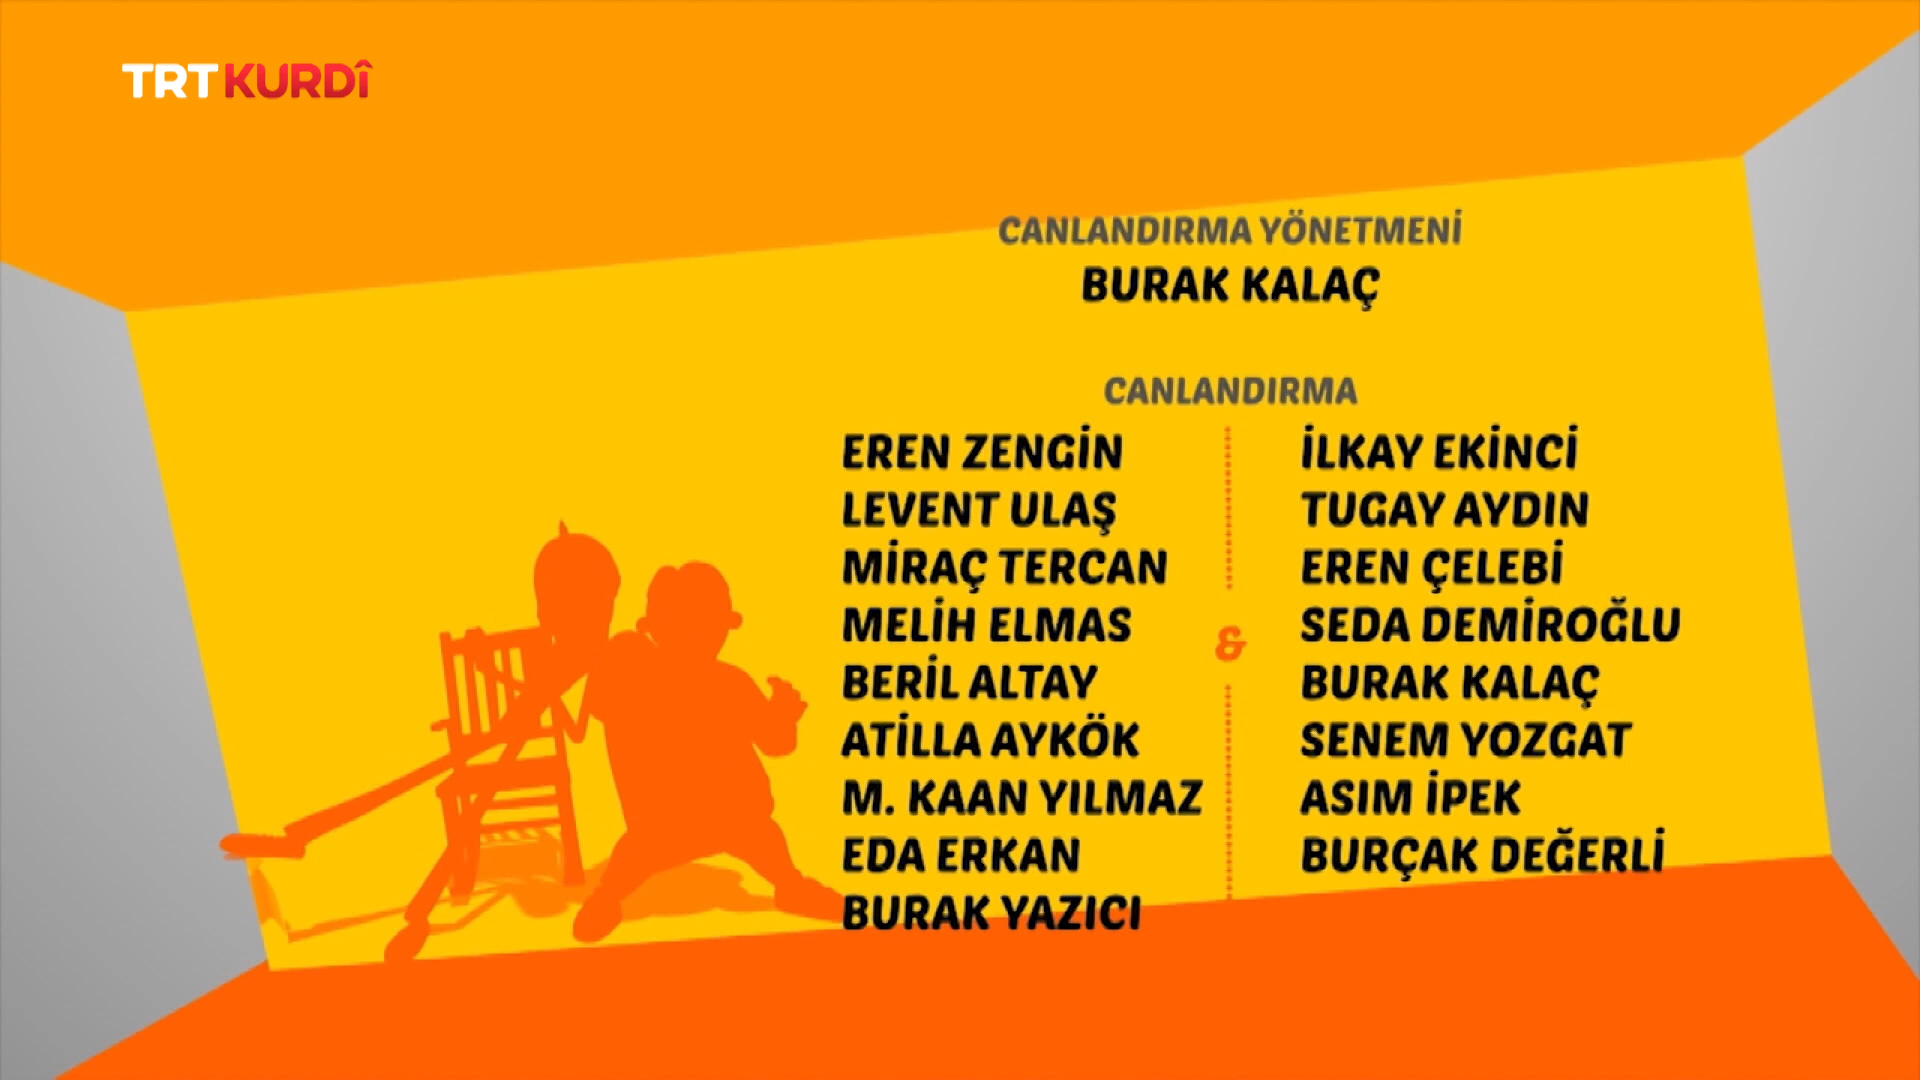 TRT KURDÎ
CANLANDIRMA YÖNETMENİ
BURAK KALAÇ
CANLANDIRMA
EREN ZENGİN
LEVENT ULAŞ
MİRAÇ TERCAN
MELİH ELMAS
BERİL ALTAY
ATİLLA AYKÖK
M. KAAN YILMAZ
EDA ERKAN
BURAK YAZICI
&
İLKAY EKİNCİ
TUGAY AYDIN
EREN ÇELEBİ
SEDA DEMİROĞLU
BURAK KALAÇ
SENEM YOZGAT
ASIM İPEK
BURÇAK DEĞERLİ